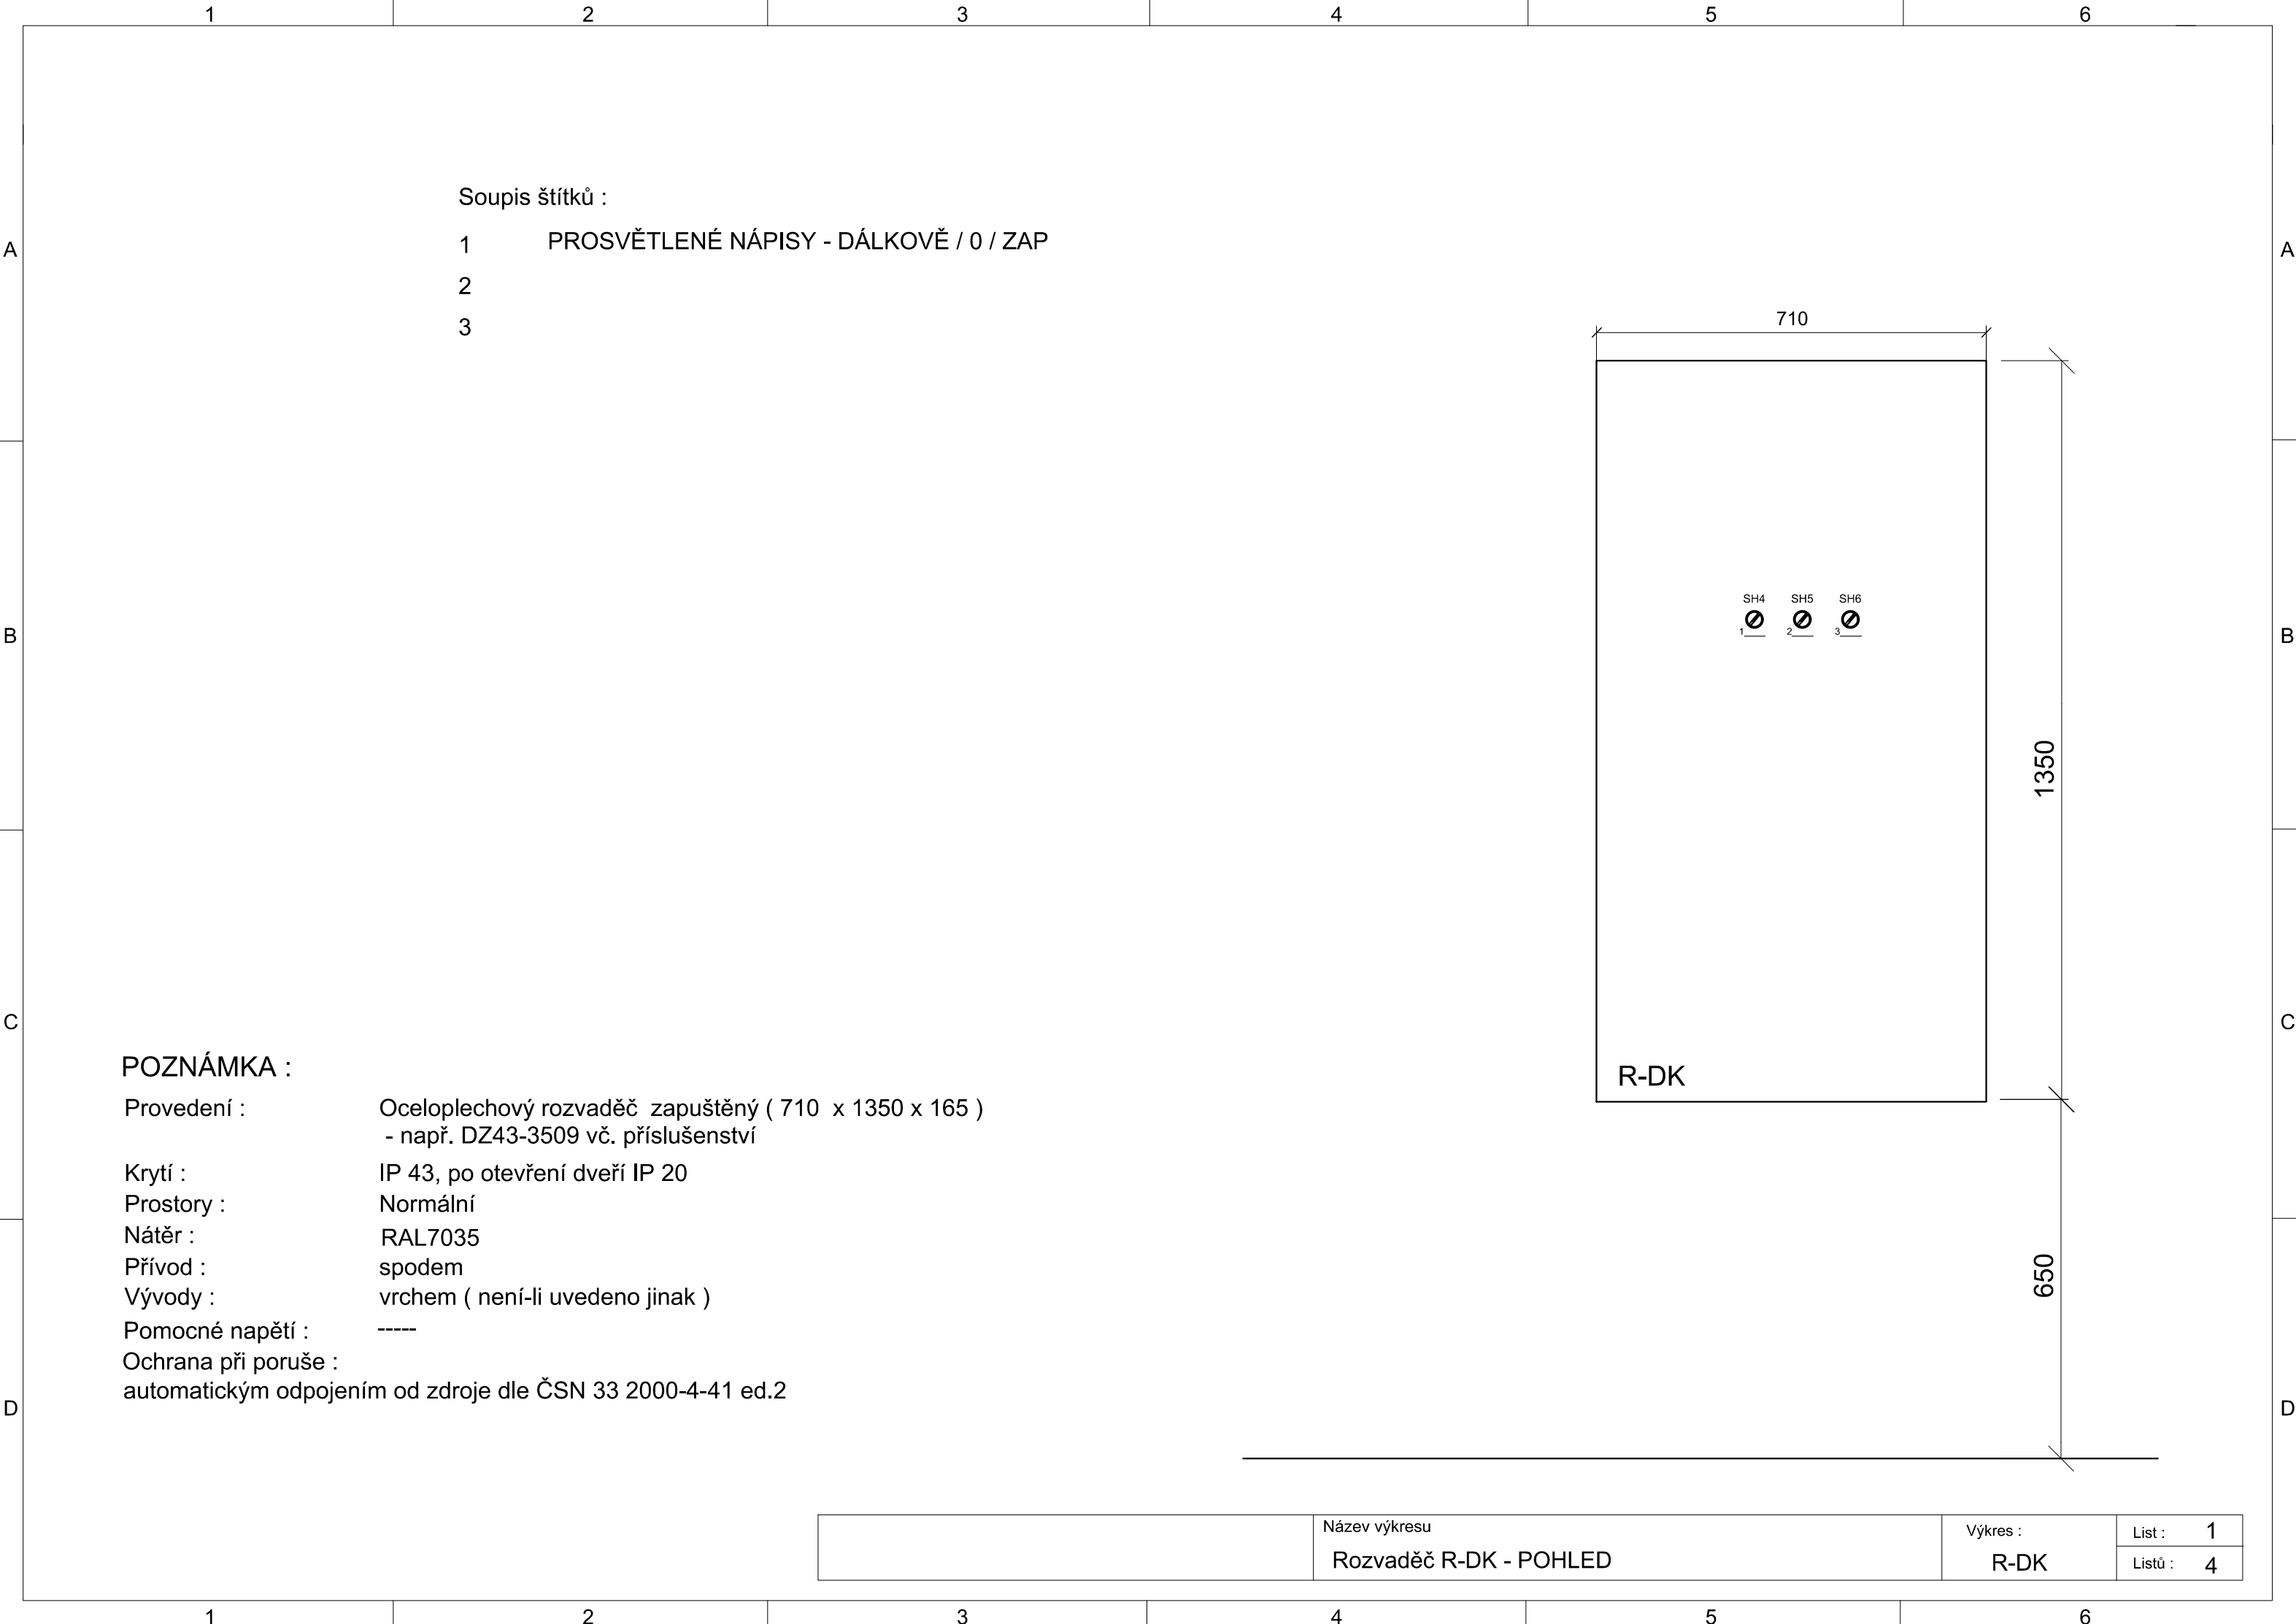 1 2 3 4 5 6
Soupis štítků :
A A
1 PROSVĚTLENÉ NÁPISY - DÁLKOVĚ / 0 / ZAP
2
3
710
SH4 SH5 SH6
1 2 3
B B
1350
C C
POZNÁMKA :
R-DK
Provedení : Oceloplechový rozvaděč zapuštěný ( 710 x 1350 x 165 )
- např. DZ43-3509 vč. příslušenství
Krytí : IP 43, po otevření dveří IP 20
Prostory : Normální
Nátěr : RAL7035
Přívod : spodem
650
Vývody : vrchem ( není-li uvedeno jinak )
Pomocné napětí : -----
Ochrana při poruše :
automatickým odpojením od zdroje dle ČSN 33 2000-4-41 ed.2
D D
Název výkresu
Rozvaděč R-DK - POHLED
Výkres :
R-DK
List : 1
Listů : 4
1 2 3 4 5 6